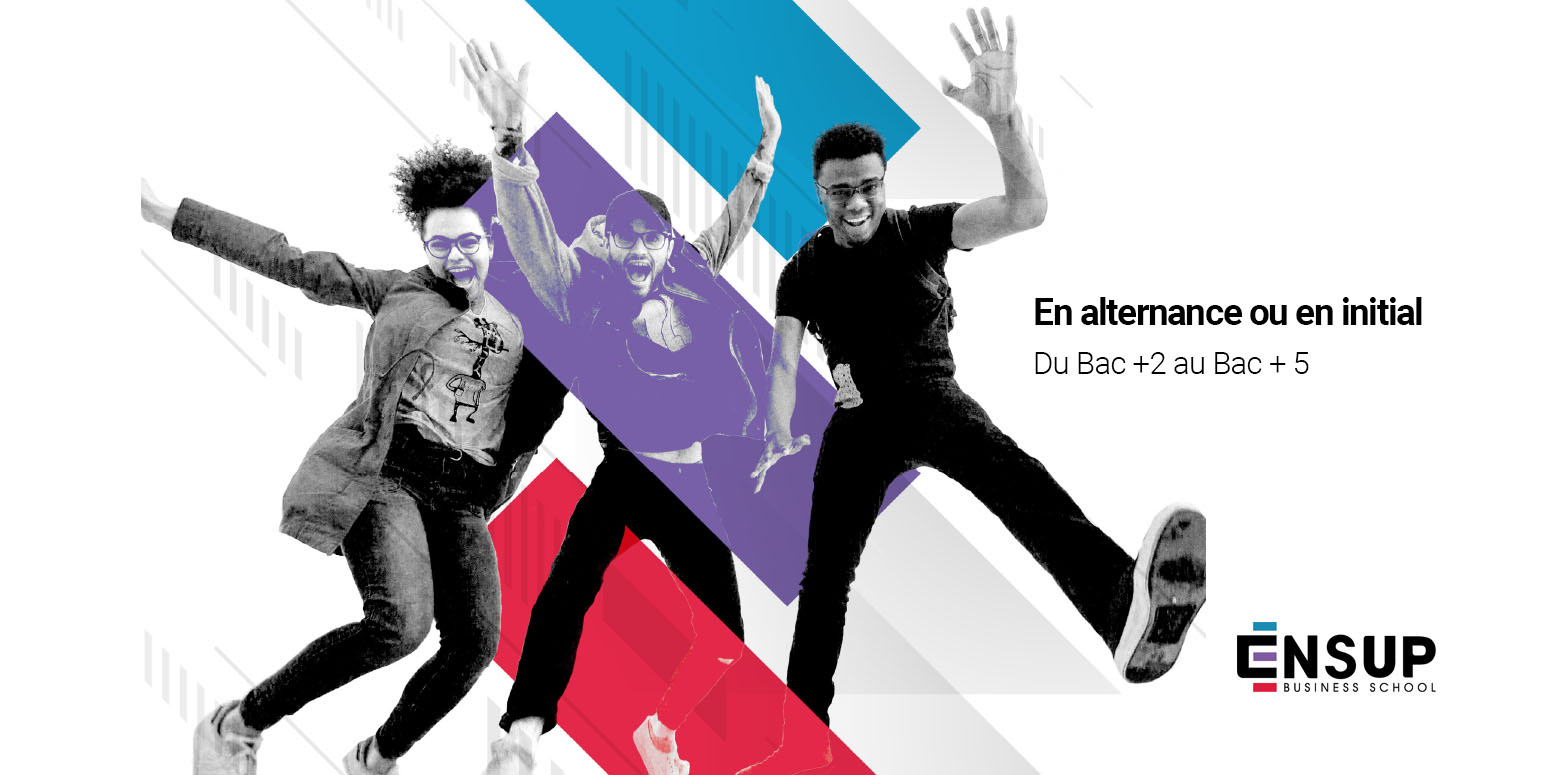 En alternance ou en initial
Du Bac +2 au Bac + 5
ENSUP
BUSINESS SCHOOL